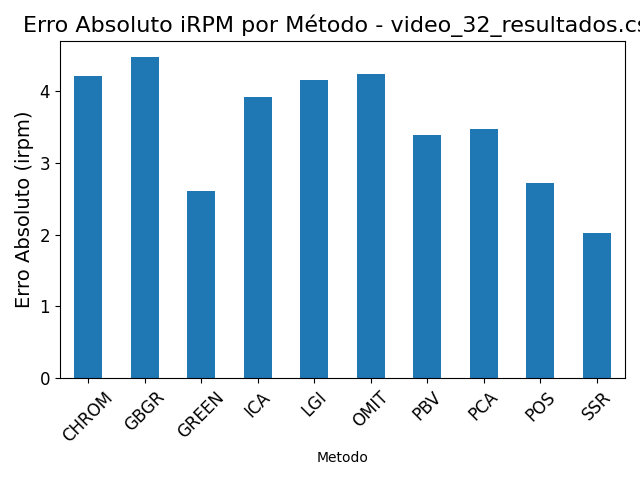 Erro Absoluto iRPM por Método - video_32_resultados.cs
Erro Absoluto (irpm)
4
3
2
1
0
CHROM GBGR GREEN ICA LGI OMIT PBV PCA POS SSR
Metodo